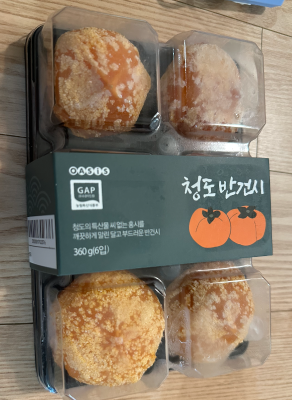 OASIS
GAP
청도 반건시
청도의 특산물 씨 없는 홍시를
깨끗하게 말린 달고 부드러운 반건시
360g(6입)